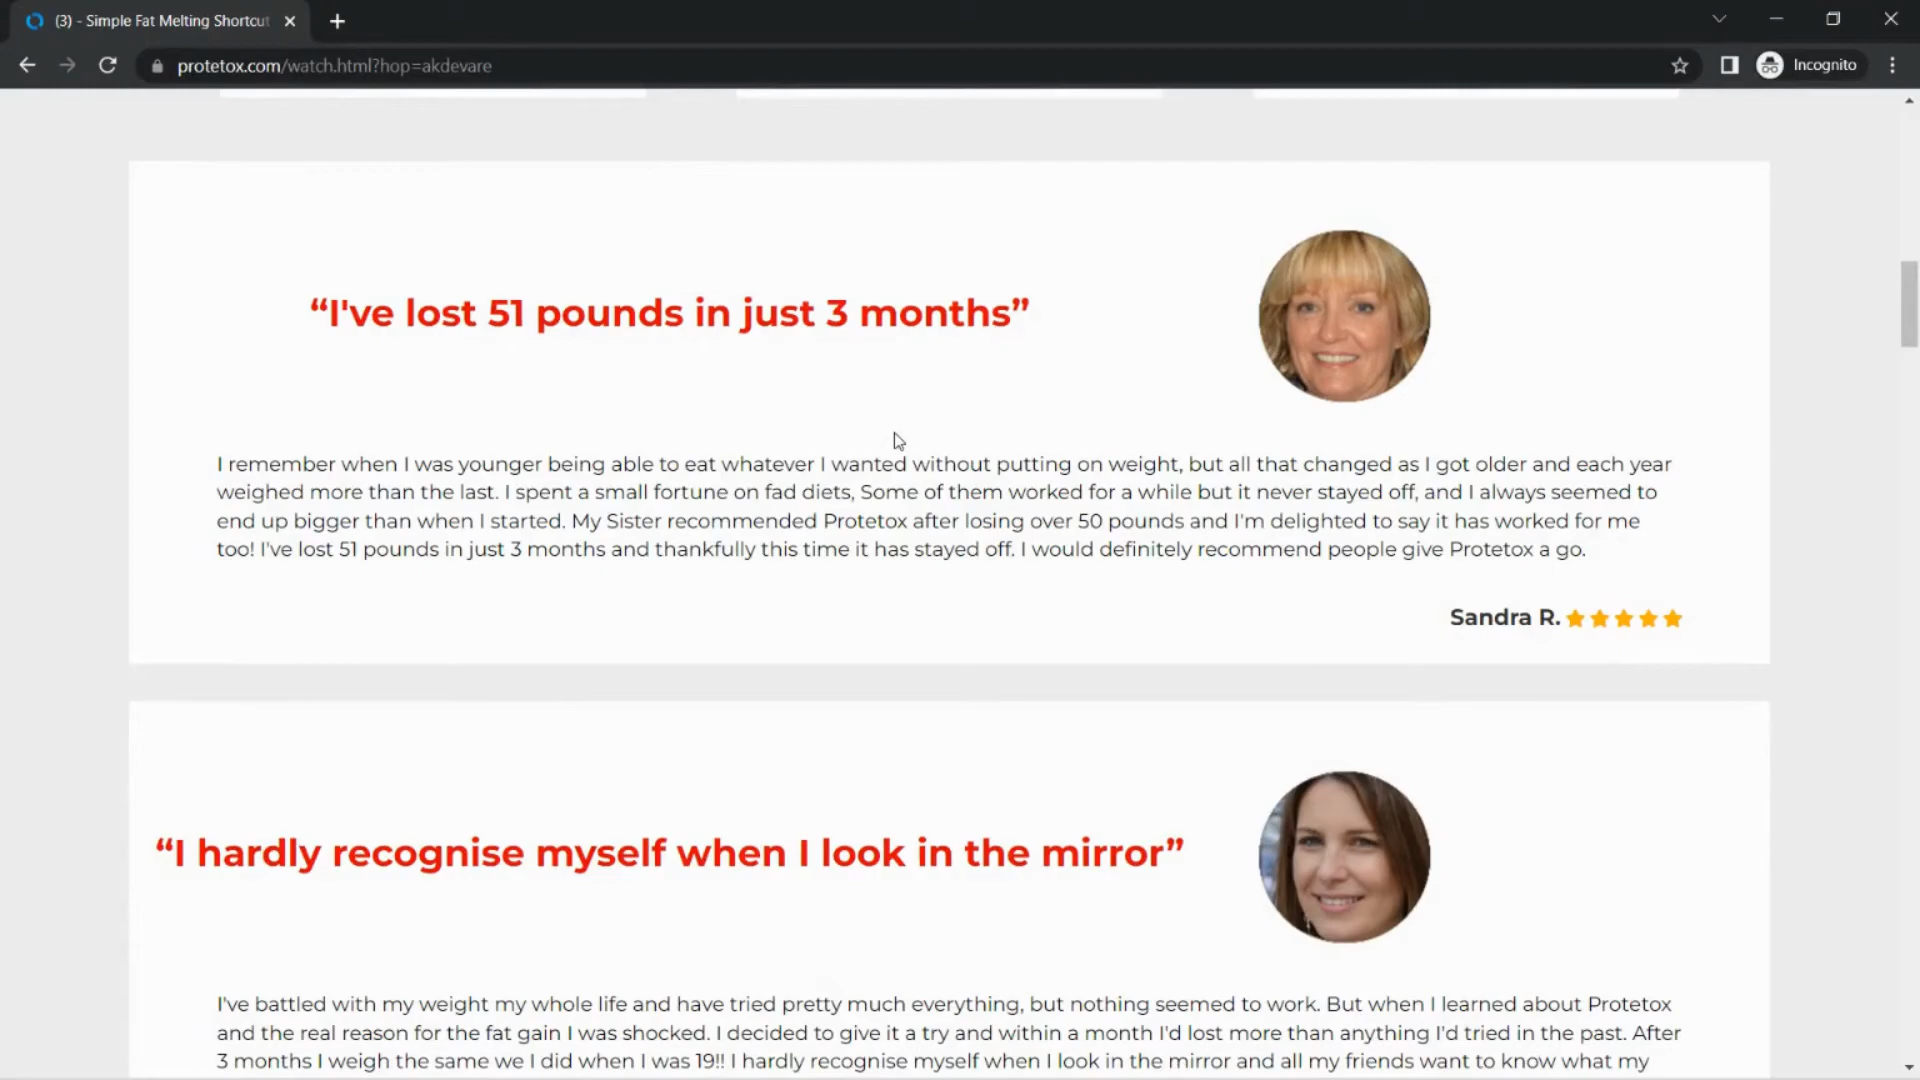 (3) - Simple Fat Melting Shortcut
protetox.com/watch.html?hop=akdevare
Incognito
“I've lost 51 pounds in just 3 months”
I remember when I was younger being able to eat whatever I wanted without putting on weight, but all that changed as I got older and each year
weighed more than the last. I spent a small fortune on fad diets, Some of them worked for a while but it never stayed off, and I always seemed to
end up bigger than when I started. My Sister recommended Protetox after losing over 50 pounds and I'm delighted to say it has worked for me
too! I've lost 51 pounds in just 3 months and thankfully this time it has stayed off. I would definitely recommend people give Protetox a go.
Sandra R.
“I hardly recognise myself when I look in the mirror”
I've battled with my weight my whole life and have tried pretty much everything, but nothing seemed to work. But when I learned about Protetox
and the real reason for the fat gain I was shocked. I decided to give it a try and within a month I'd lost more than anything I'd tried in the past. After
3 months I weigh the same we I did when I was 19!! I hardly recognise myself when I look in the mirror and all my friends want to know what my